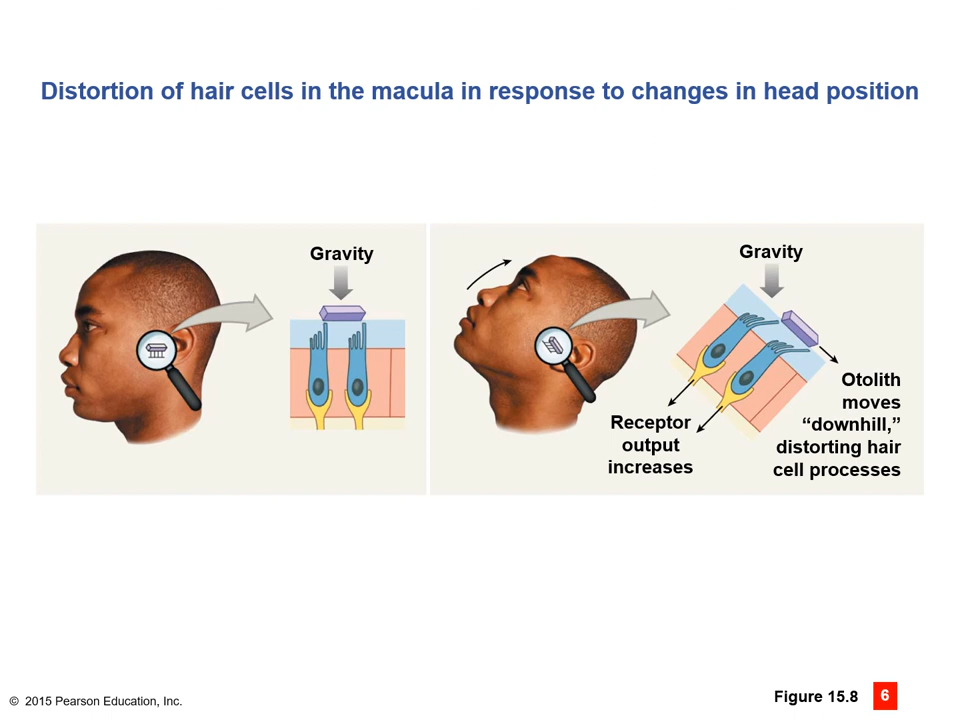 Distortion of hair cells in the macula in response to changes in head position
Gravity
Gravity
Receptor
output
increases
Otolith
moves
“downhill,”
distorting hair
cell processes
© 2015 Pearson Education, Inc.
Figure 15.8
6